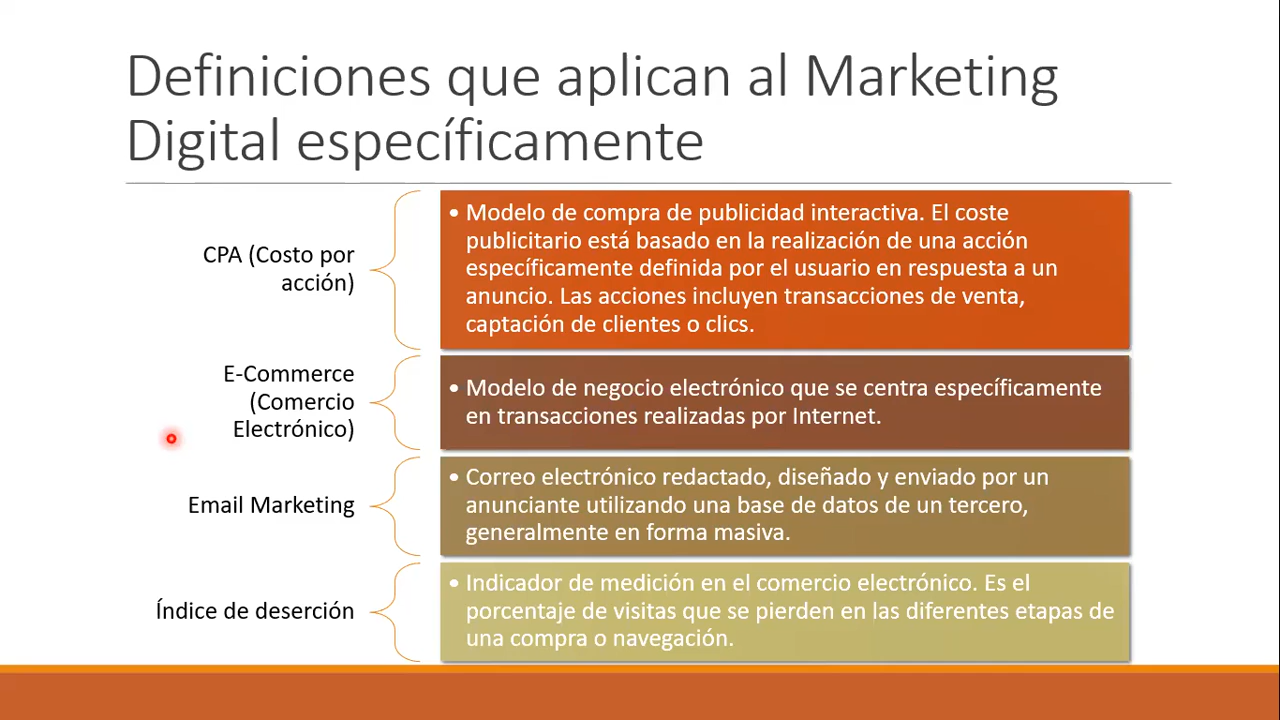 Definiciones que aplican al Marketing
Digital específicamente
CPA (Costo por
acción)
• Modelo de compra de publicidad interactiva. El coste
publicitario está basado en la realización de una acción
específicamente definida por el usuario en respuesta a un
anuncio. Las acciones incluyen transacciones de venta,
captación de clientes o clics.
E-Commerce
(Comercio
Electrónico)
• Modelo de negocio electrónico que se centra específicamente
en transacciones realizadas por Internet.
Email Marketing
• Correo electrónico redactado, diseñado y enviado por un
anunciante utilizando una base de datos de un tercero,
generalmente en forma masiva.
Índice de deserción
• Indicador de medición en el comercio electrónico. Es el
porcentaje de visitas que se pierden en las diferentes etapas de
una compra o navegación.